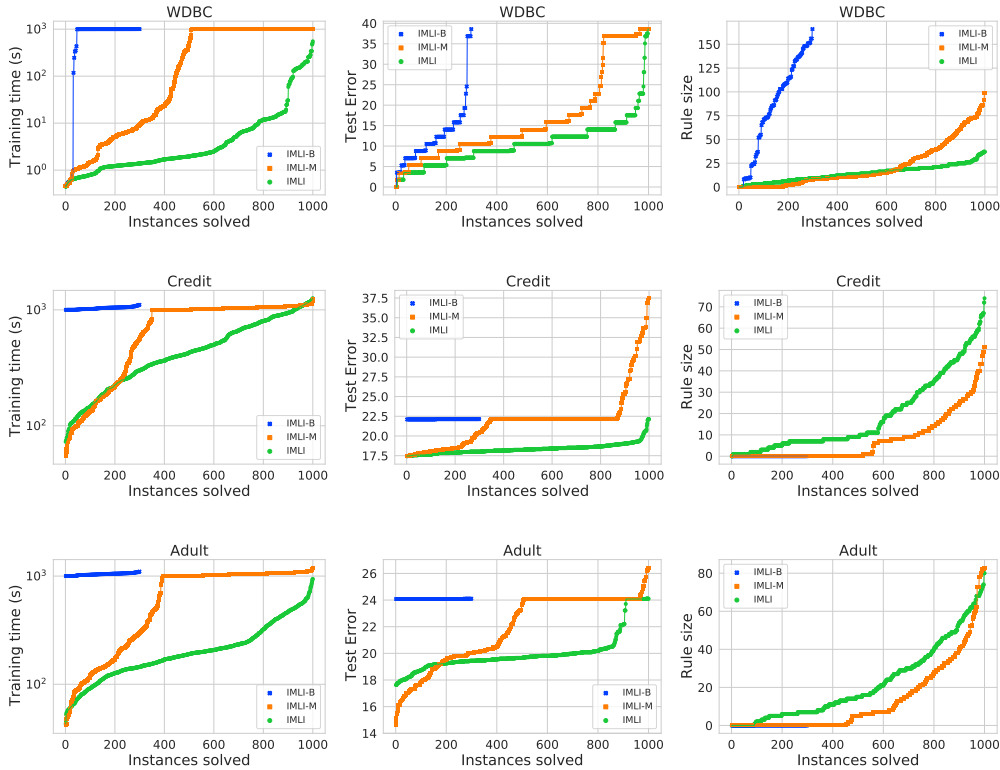 WDBC
Training time (s)
10³
10²
10¹
10⁰
IMLI-B
IMLI-M
IMLI
0 200 400 600 800 1000
Instances solved
WDBC
Test Error
40
35
30
25
20
15
10
5
0
IMLI-B
IMLI-M
IMLI
0 200 400 600 800 1000
Instances solved
WDBC
Rule size
150
125
100
75
50
25
0
IMLI-B
IMLI-M
IMLI
0 200 400 600 800 1000
Instances solved
Credit
Training time (s)
10³
10²
IMLI-B
IMLI-M
IMLI
0 200 400 600 800 1000
Instances solved
Credit
Test Error
37.5
35.0
32.5
30.0
27.5
25.0
22.5
20.0
17.5
IMLI-B
IMLI-M
IMLI
0 200 400 600 800 1000
Instances solved
Credit
Rule size
70
60
50
40
30
20
10
0
IMLI-B
IMLI-M
IMLI
0 200 400 600 800 1000
Instances solved
Adult
Training time (s)
10³
10²
IMLI-B
IMLI-M
IMLI
0 200 400 600 800 1000
Instances solved
Adult
Test Error
26
24
22
20
18
16
14
IMLI-B
IMLI-M
IMLI
0 200 400 600 800 1000
Instances solved
Adult
Rule size
80
60
40
20
0
IMLI-B
IMLI-M
IMLI
0 200 400 600 800 1000
Instances solved